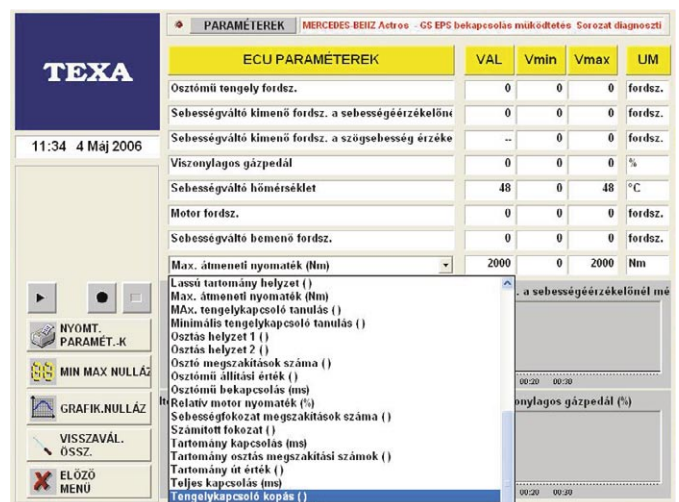 PARAMÉTEREK MERCEDES-BENZ Actros - GS EPS bekapcsolás müködtetés Sorozat diagnoszti
TEXA
11:34 4 Máj 2006
ECU PARAMÉTEREK VAL Vmin Vmax UM
Osztómü tengely fordsz. 0 0 0 fordsz.
Sebességváltó kimenő fordsz. a sebességérzékelőné 0 0 0 fordsz.
Sebességváltó kimenő fordsz. a szögsebesség érzéke -- 0 0 fordsz.
Viszonylagos gázpedál 0 0 0 %
Sebességváltó hömérséklet 48 0 48 °C
Motor fordsz. 0 0 0 fordsz.
Sebességváltó bemenö fordsz. 0 0 0 fordsz.
Max. átmeneti nyomaték (Nm) 2000 0 2000 Nm
Lassú tartomány helyzet ( )
Max. átmeneti nyomaték (Nm)
MAx. tengelykapcsoló tanulás ( )
Minimális tengelykapcsoló tanulás ( )
Osztás helyzet 1 ( )
Osztás helyzet 2 ( )
Osztó megszakítások száma ( )
Osztómü állítási érték ( )
Osztómü bekapcsolás (ms)
Relatív motor nyomaték (%)
Sebességfokozat megszakítások száma ( )
Számított fokozat ( )
Tartomány kapcsolás (ms)
Tartomány osztás megszakítási számok ( )
Tartomány út érték ( )
Teljes kapcsolás (ms)
Tengelykapcsoló kopás ( )
. a sebességérzékelőnél mé
00:20 00:30
onylagos gázpedál (%)
00:20 00:30
NYOMT.
PARAMÉT.-K
MIN MAX NULLÁZ
GRAFIK.NULLÁZ
VISSZAVÁL.
ÖSSZ.
ELÖZÖ
MENÜ